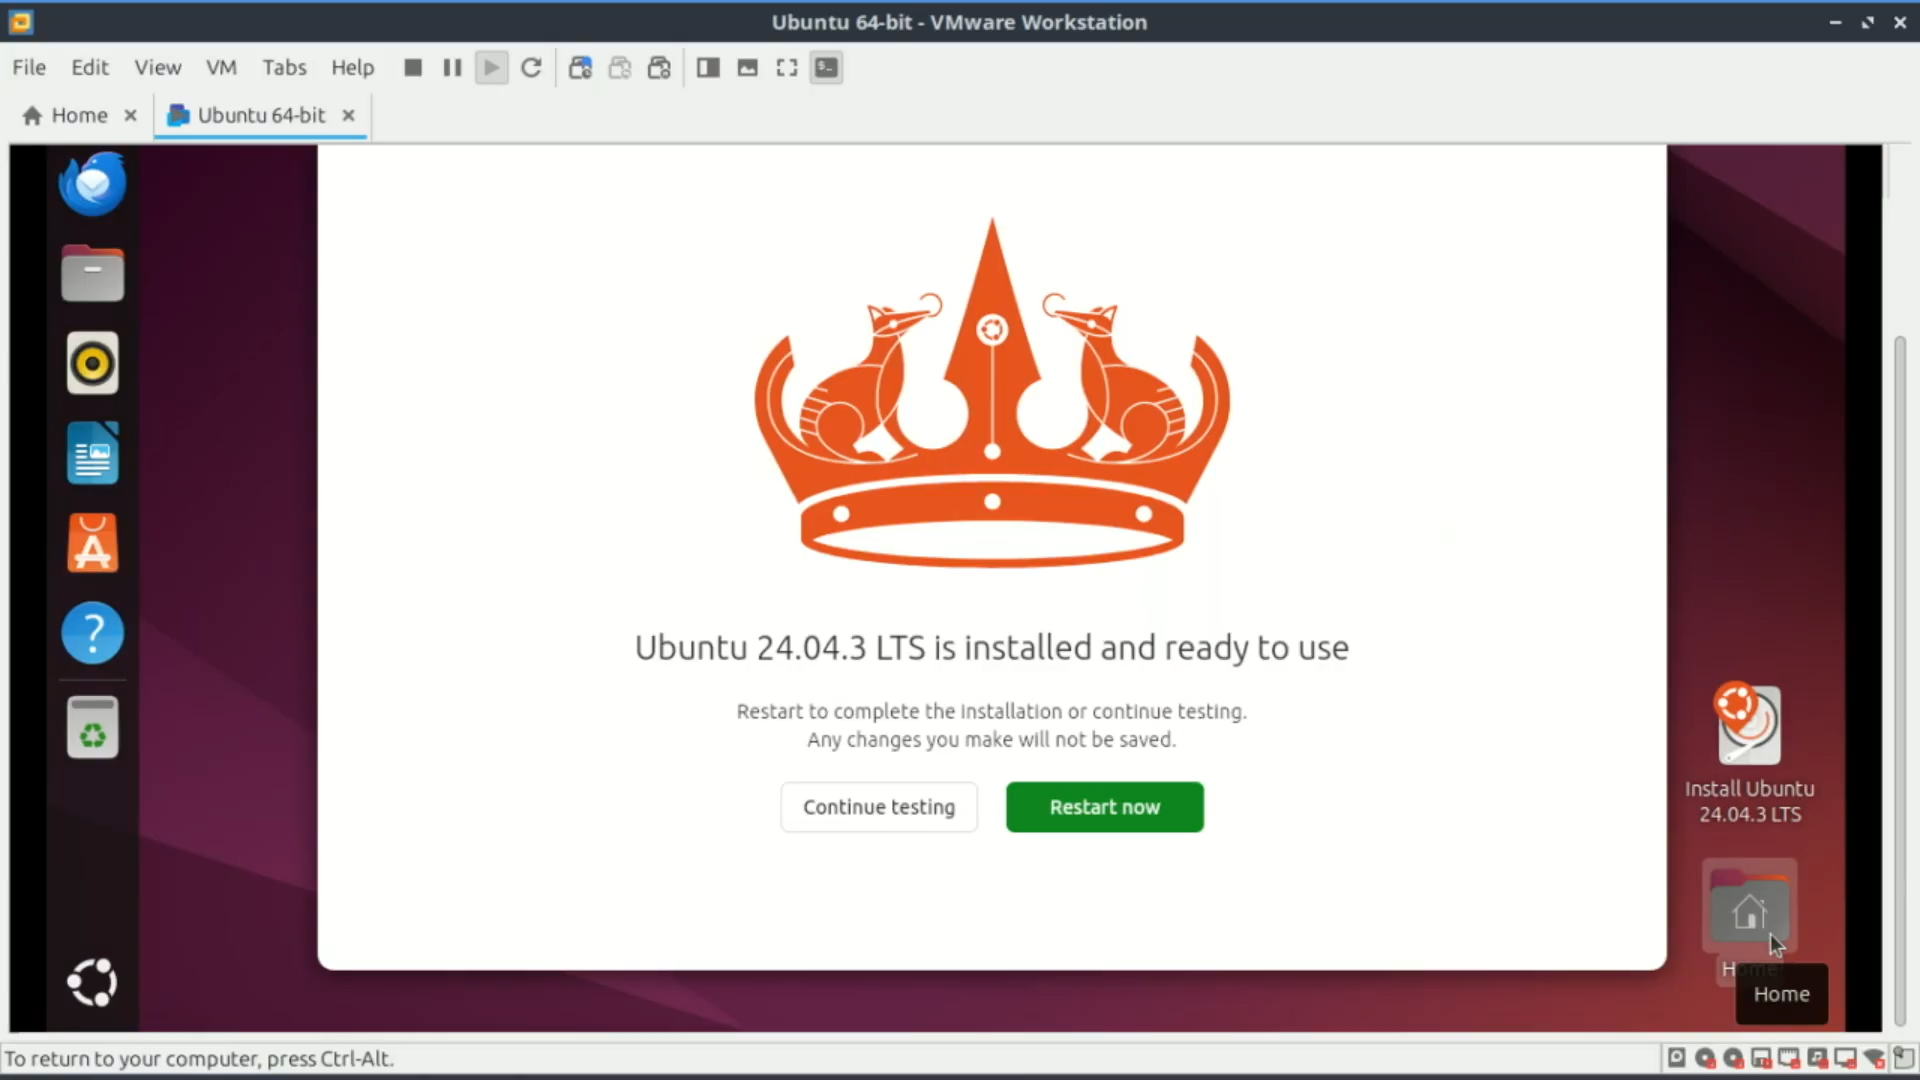 Ubuntu 64-bit - VMware Workstation
File Edit View VM Tabs Help
Home
Ubuntu 64-bit
Ubuntu 24.04.3 LTS is installed and ready to use
Restart to complete the installation or continue testing.
Any changes you make will not be saved.
Continue testing
Restart now
Install Ubuntu
24.04.3 LTS
Home
Home
To return to your computer, press Ctrl-Alt.